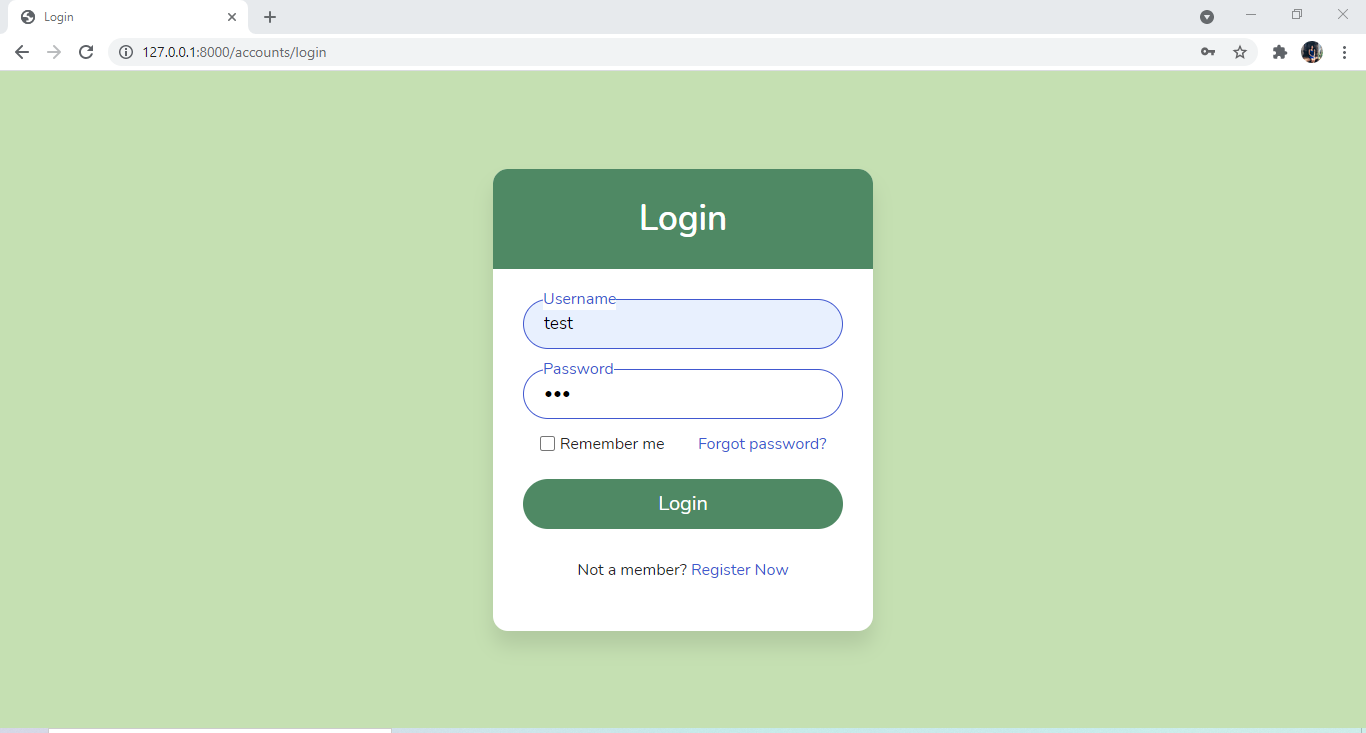 Login
127.0.0.1:8000/accounts/login
Login
Username
test
Password
•••
Remember me Forgot password?
Login
Not a member? Register Now